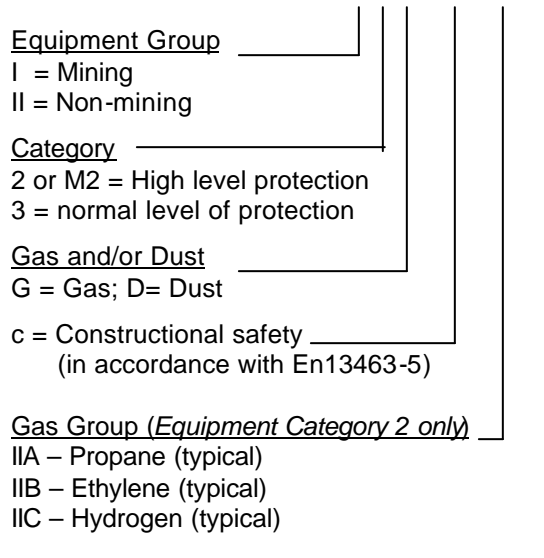 Equipment Group
I = Mining
II = Non-mining
Category
2 or M2 = High level protection
3 = normal level of protection
Gas and/or Dust
G = Gas; D= Dust
c = Constructional safety
(in accordance with En13463-5)
Gas Group (Equipment Category 2 only)
IIA – Propane (typical)
IIB – Ethylene (typical)
IIC – Hydrogen (typical)